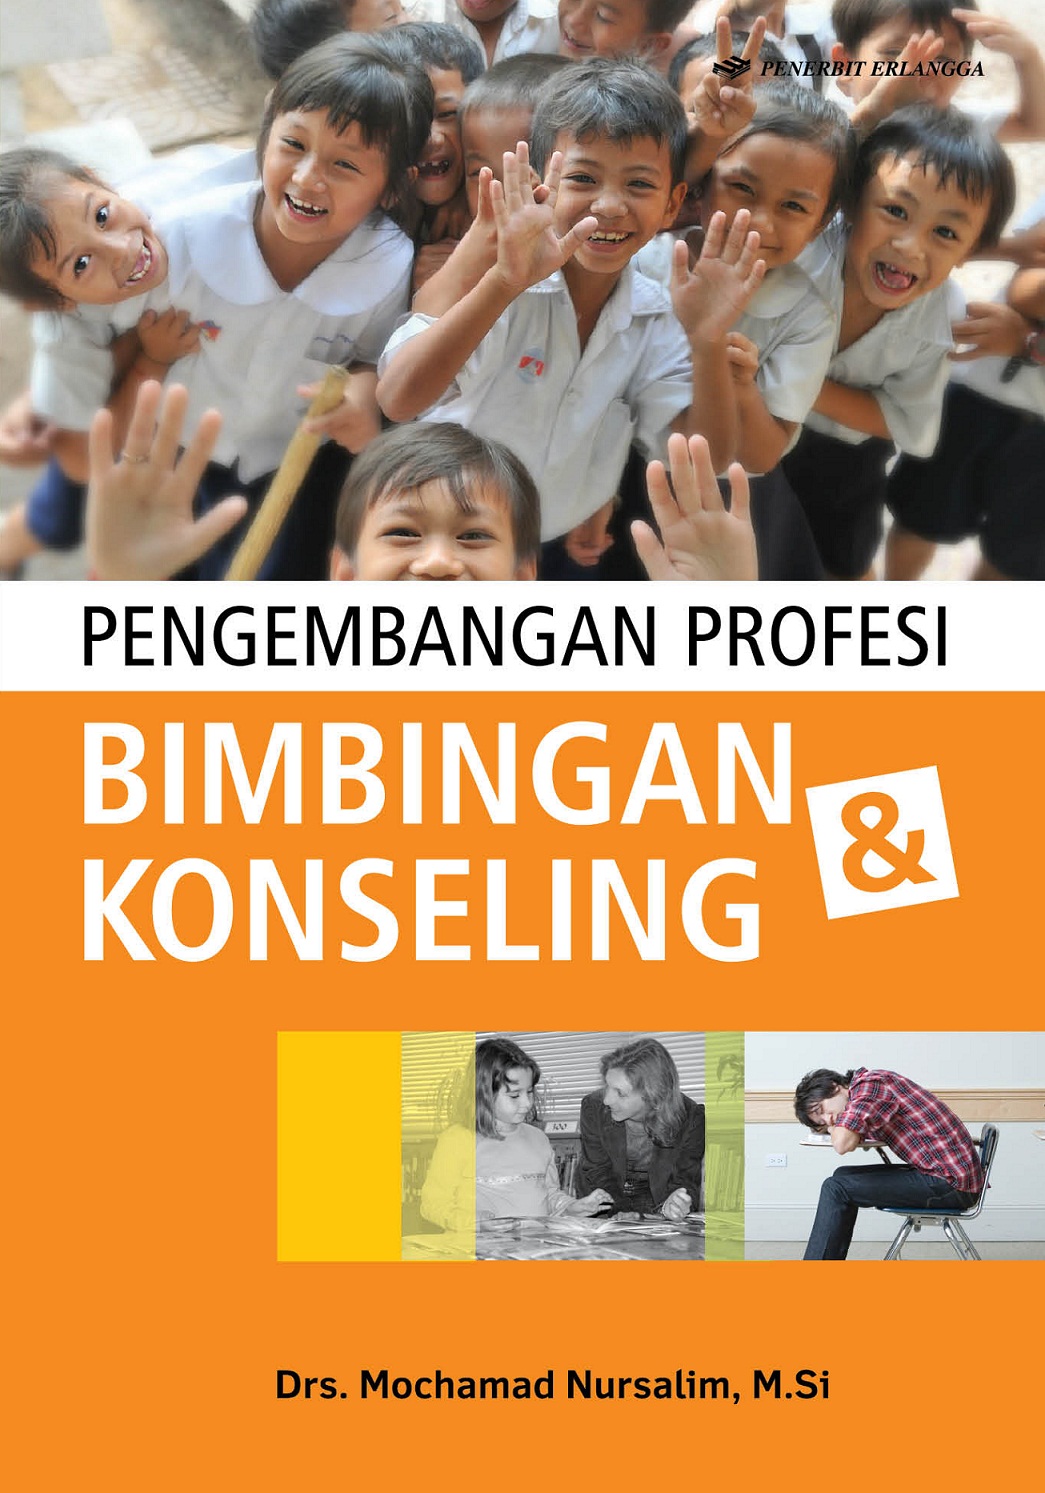 PENERBIT ERLANGGA
PENGEMBANGAN PROFESI
BIMBINGAN &
KONSELING
Drs. Mochamad Nursalim, M.Si